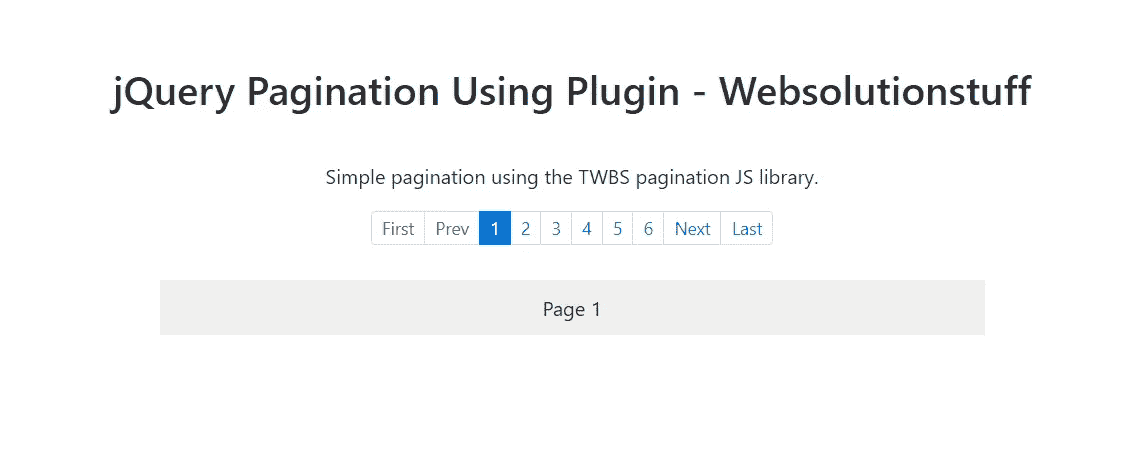 jQuery Pagination Using Plugin - Websolutionstuff
Simple pagination using the TWBS pagination JS library.
First Prev 1 2 3 4 5 6 Next Last
Page 1